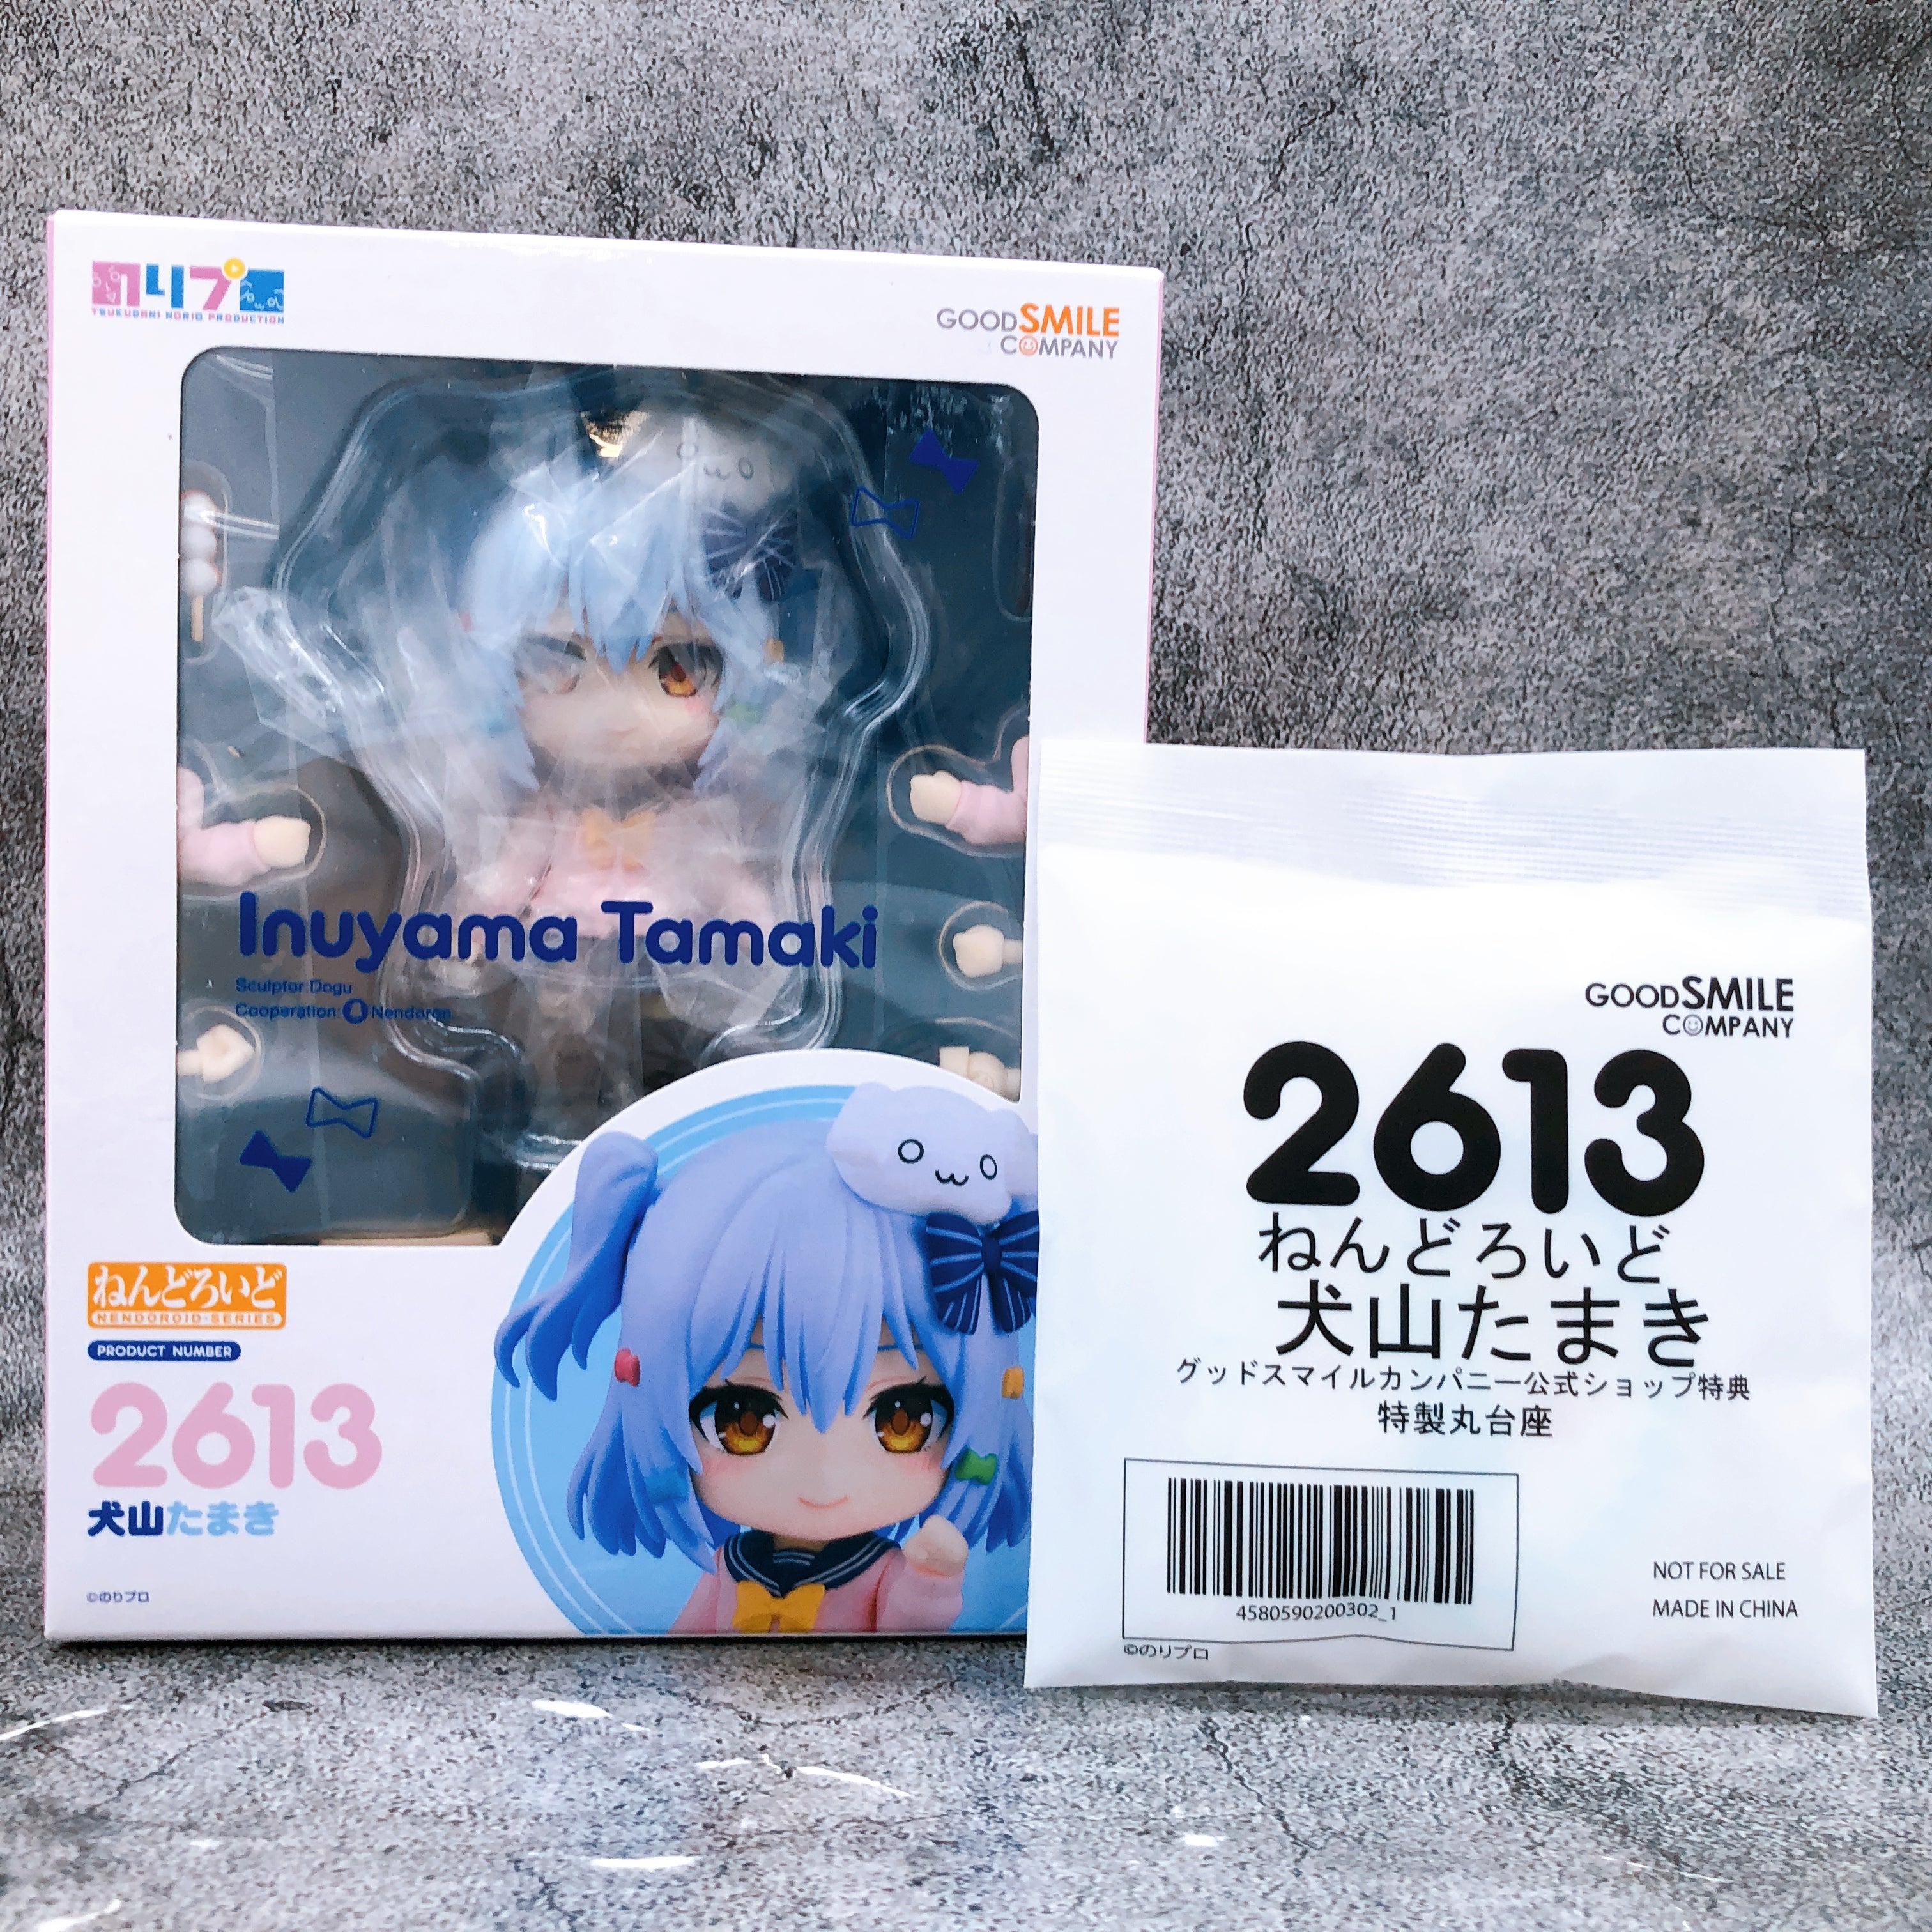 のりプロ
TSUKUDANI NORIO PRODUCTION
GOOD SMILE
COMPANY
Inuyama Tamaki
Sculptor:Dogu
Cooperation: Nendoron
ねんどろいど
NENDOROID-SERIES
PRODUCT NUMBER
2613
犬山たまき
©のりプロ
GOOD SMILE
COMPANY
2613
ねんどろいど
犬山たまき
グッドスマイルカンパニー公式ショップ特典
特製丸台座
4580590200302_1
NOT FOR SALE
MADE IN CHINA
©のりプロ